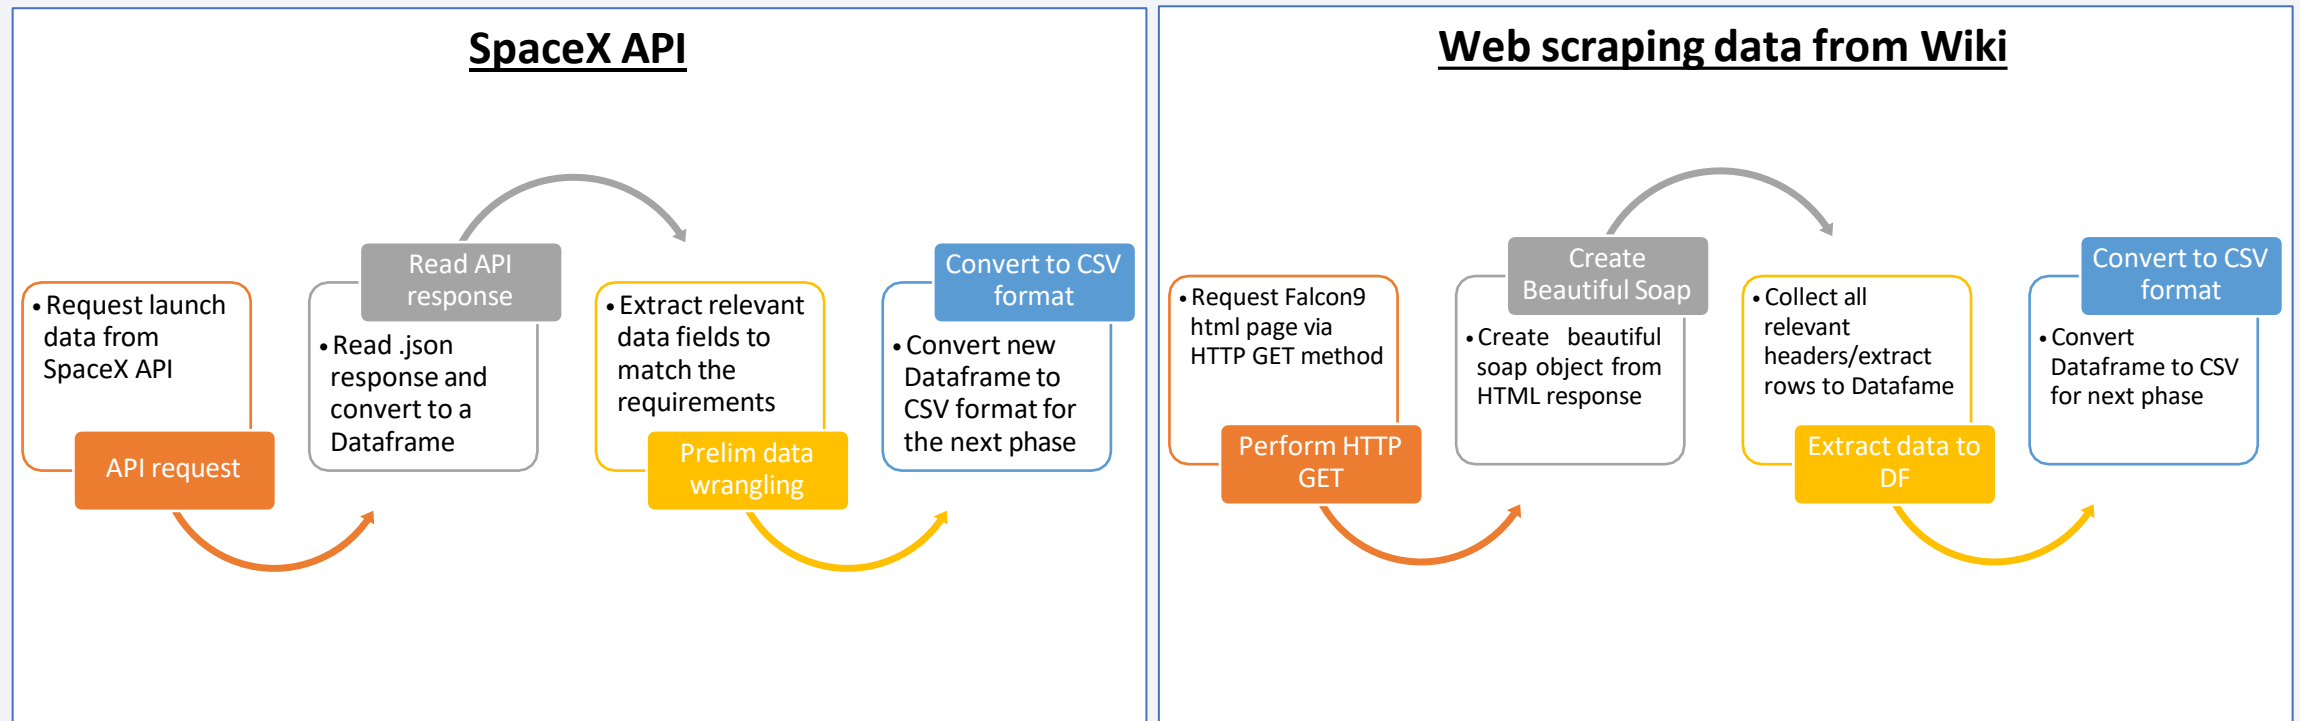 SpaceX API
• Request launch
data from
SpaceX API
API request
Read API
response
• Read .json
response and
convert to a
Dataframe
• Extract relevant
data fields to
match the
requirements
Prelim data
wrangling
Convert to CSV
format
• Convert new
Dataframe to
CSV format for
the next phase
Web scraping data from Wiki
• Request Falcon9
html page via
HTTP GET method
Perform HTTP
GET
Create
Beautiful Soap
• Create beautiful
soap object from
HTML response
• Collect all
relevant
headers/extract
rows to Datafame
Extract data to
DF
Convert to CSV
format
• Convert
Dataframe to CSV
for next phase